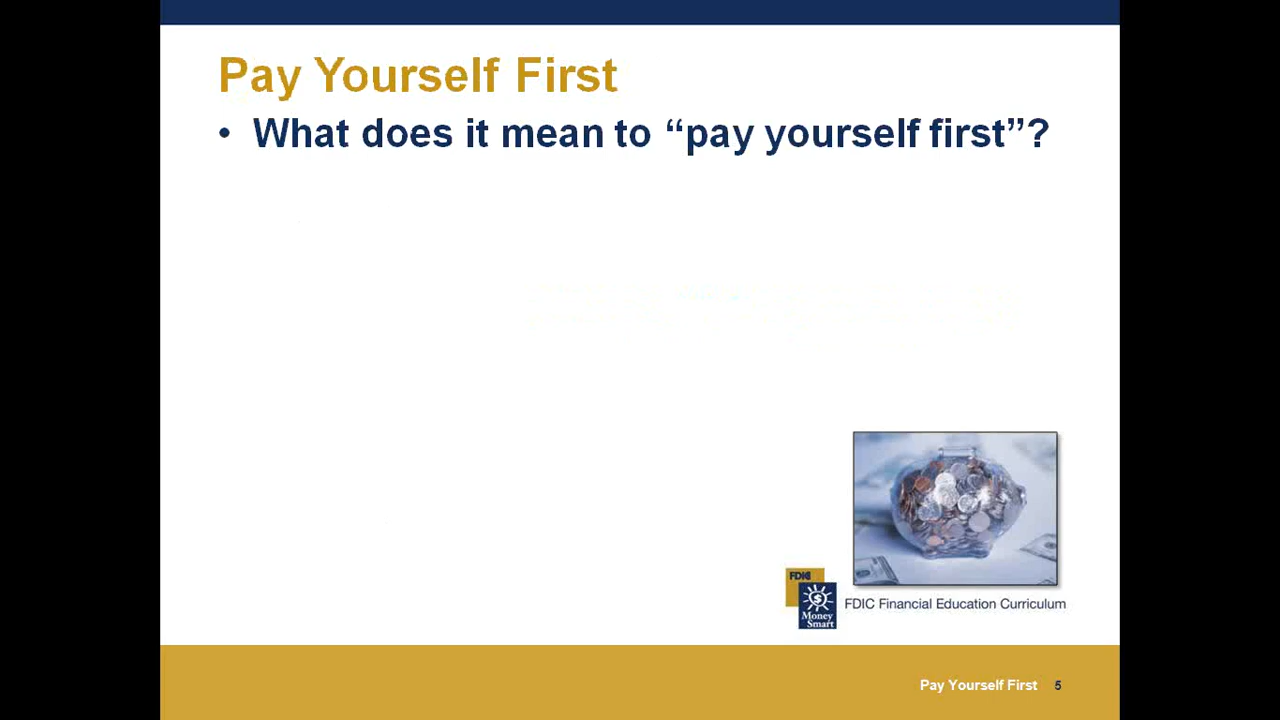 Pay Yourself First
• What does it mean to “pay yourself first”?
FDIC
Money
Smart
FDIC Financial Education Curriculum
Pay Yourself First 5